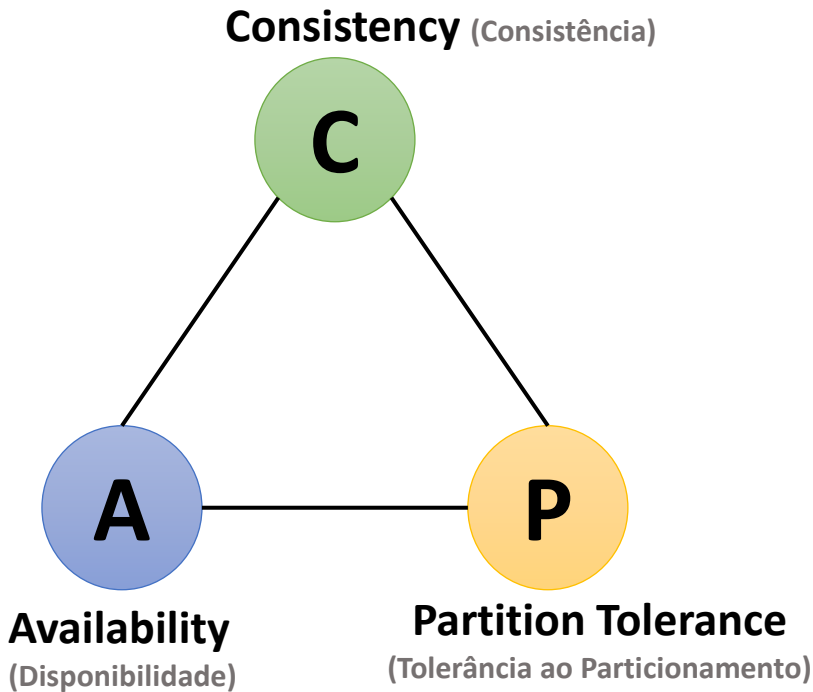 Consistency (Consistência)
C
A
P
Availability
(Disponibilidade)
Partition Tolerance
(Tolerância ao Particionamento)